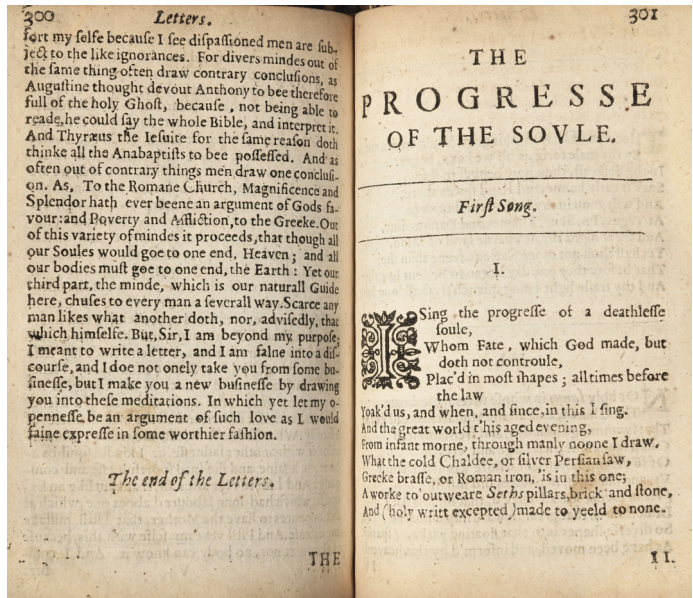 300 Letters.
fort my selfe because I see dispassioned men are sub-
ject to the like ignorances. For divers mindes out of
the same thing often draw contrary conclusions, as
Augustine thought devout Anthony to bee therefore
full of the holy Ghost, because, not being able to
reade, he could say the whole Bible, and interpret it.
And Thyræus the Iesuite for the same reason doth
thinke all the Anabaptists to bee possessed. And as
often out of contrary things men draw one conclusi-
on. As, To the Romane Church, Magnificence and
Splendor hath ever beene an argument of Gods fa-
vour: and Poverty and Affliction, to the Greeke. Out
of this variety of mindes it proceeds, that though all
our Soules would goe to one end, Heaven; and all
our bodies must goe to one end, the Earth: Yet our
third part, the minde, which is our naturall Guide
here, chuses to every man a severall way. Scarce any
man likes what another doth, nor, advisedly, that
which himselfe. But, Sir, I am beyond my purpose;
I meant to write a letter, and I am falne into a dis-
course, and I doe not onely take you from some bu-
sinesse, but I make you a new businesse by drawing
you into these meditations. In which yet let my o-
pennesse be an argument of such love as I would
faine expresse in some worthier fashion.
The end of the Letters.
THE
301
THE
PROGRESSE
OF THE SOVLE.
First Song.
I.
I Sing the progresse of a deathlesse
soule,
Whom Fate, which God made, but
doth not controule,
Plac'd in most shapes; all times before
the law
Yoak'd us, and when, and since, in this I sing.
And the great world t'his aged evening,
From infant morne, through manly noone I draw.
What the cold Chaldee, or silver Persian saw,
Greeke brasse, or Roman iron, 'is in this one;
A worke to'outweare Seths pillars, brick and stone,
And (holy writt excepted) made to yeeld to none.
II.